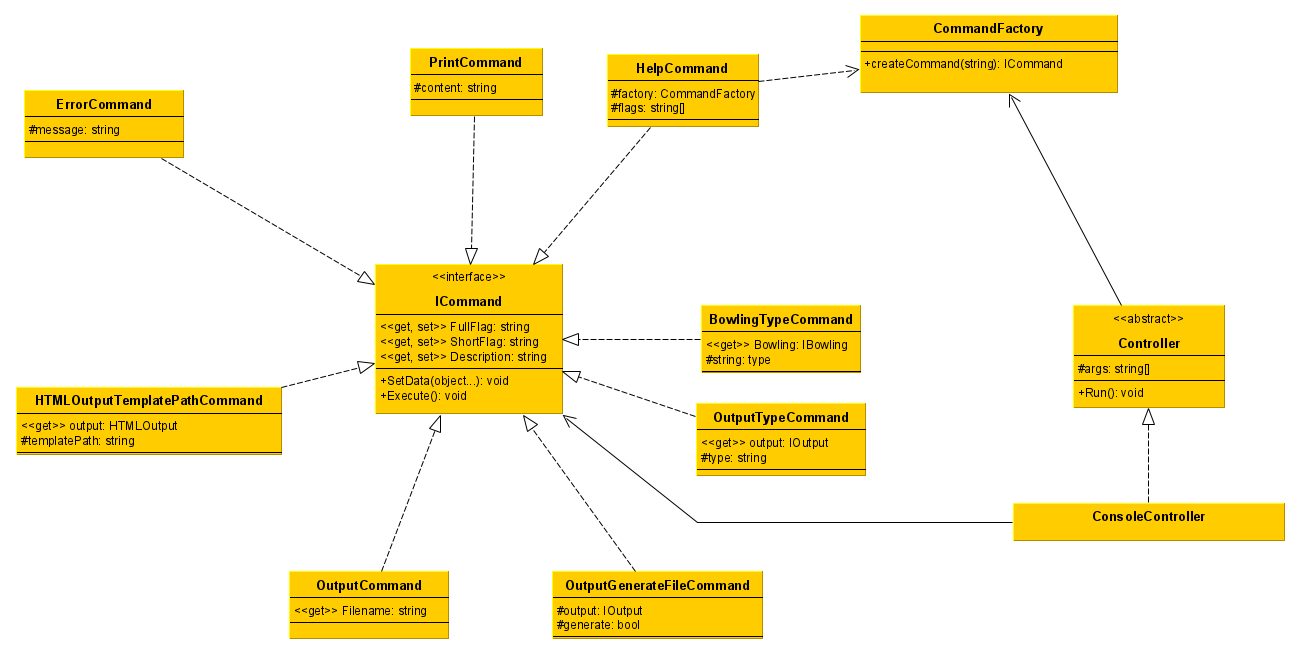 CommandFactory
+createCommand(string): ICommand
PrintCommand
#content: string
HelpCommand
#factory: CommandFactory
#flags: string[]
ErrorCommand
#message: string
<<interface>>
ICommand
<<get, set>> FullFlag: string
<<get, set>> ShortFlag: string
<<get, set>> Description: string
+SetData(object...): void
+Execute(): void
BowlingTypeCommand
<<get>> Bowling: IBowling
#string: type
<<abstract>>
Controller
#args: string[]
+Run(): void
HTMLOutputTemplatePathCommand
<<get>> output: HTMLOutput
#templatePath: string
OutputTypeCommand
<<get>> output: IOutput
#type: string
ConsoleController
OutputCommand
<<get>> Filename: string
OutputGenerateFileCommand
#output: IOutput
#generate: bool